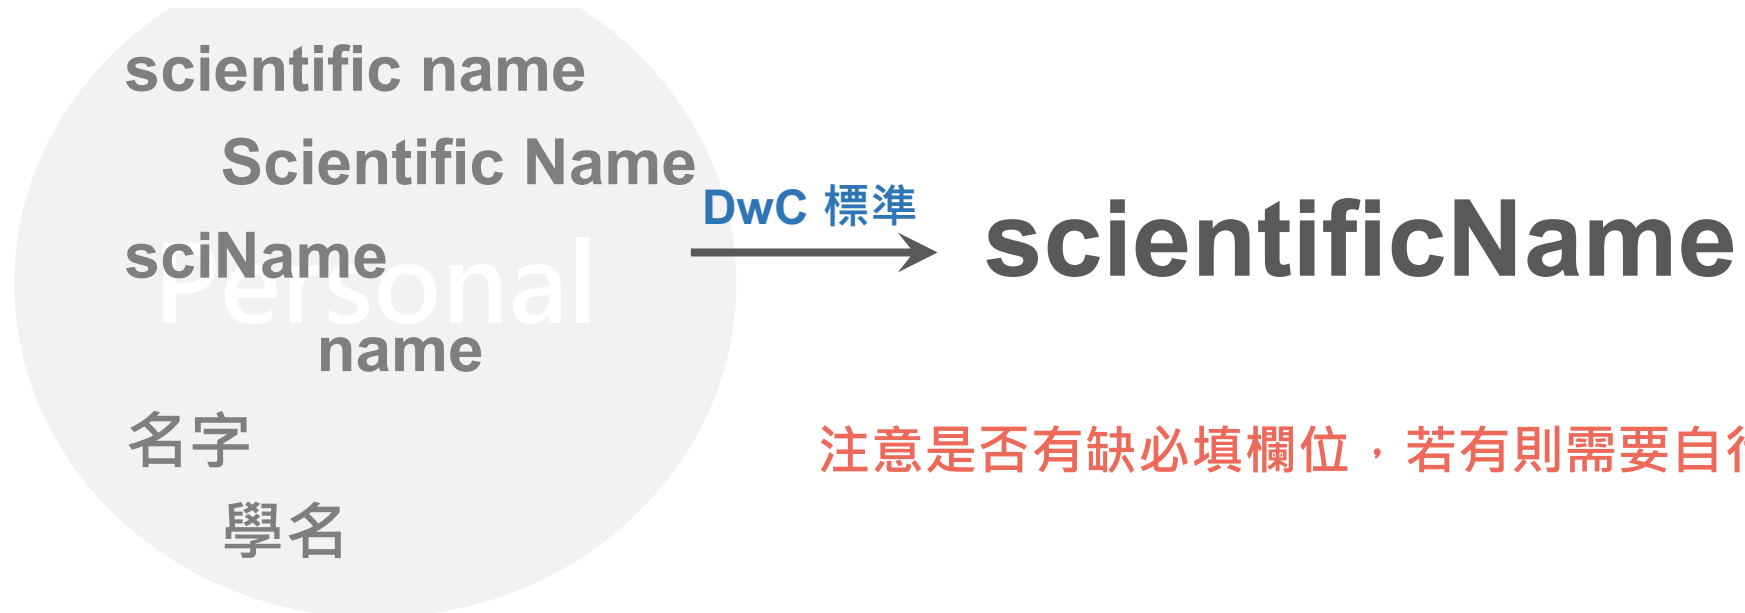 scientific name
Scientific Name
DwC 標準
sciName
scientificName
Personal
name
名字
注意是否有缺必填欄位，若有則需要自
學名